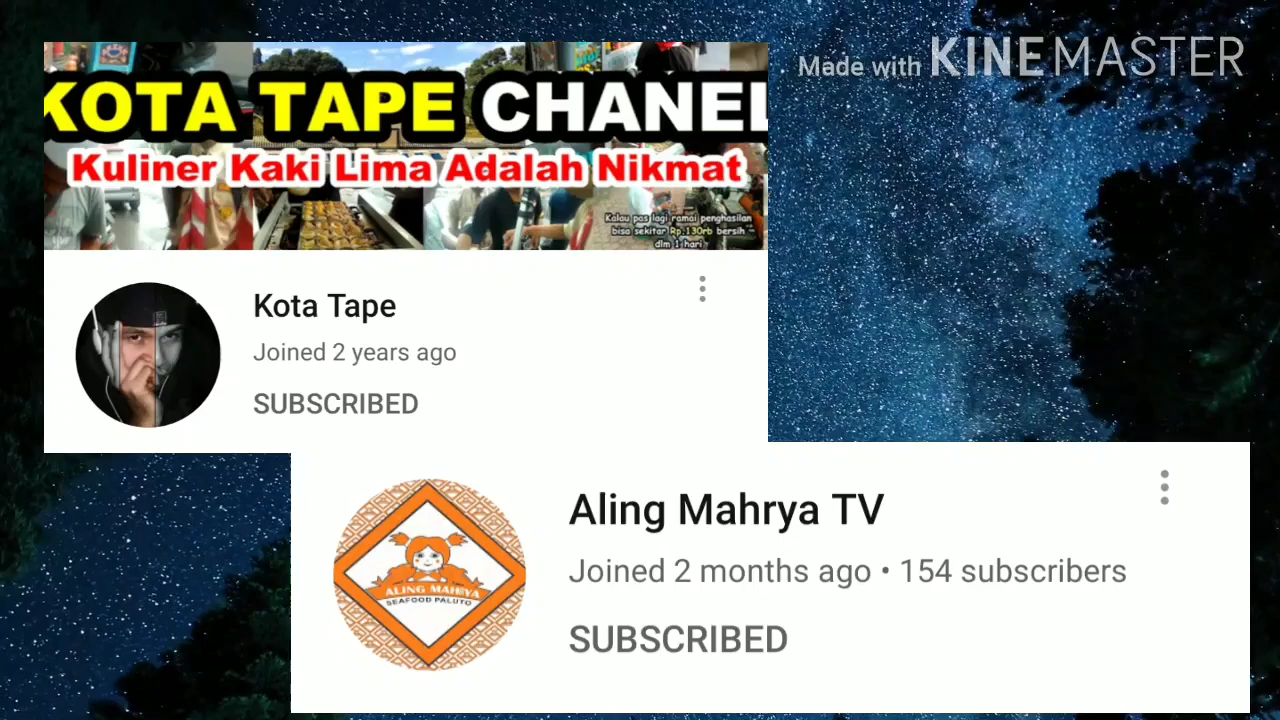 Made with KINEMASTER
KOTA TAPE CHANEL
Kuliner Kaki Lima Adalah Nikmat
Kalau pas lagi ramai penghasilan
bisa sekitar Rp.130rb bersih
dlm 1 hari
Kota Tape
Joined 2 years ago
SUBSCRIBED
Aling Mahrya TV
Joined 2 months ago • 154 subscribers
SUBSCRIBED
ALING MAHRYA
SEAFOOD PALUTO